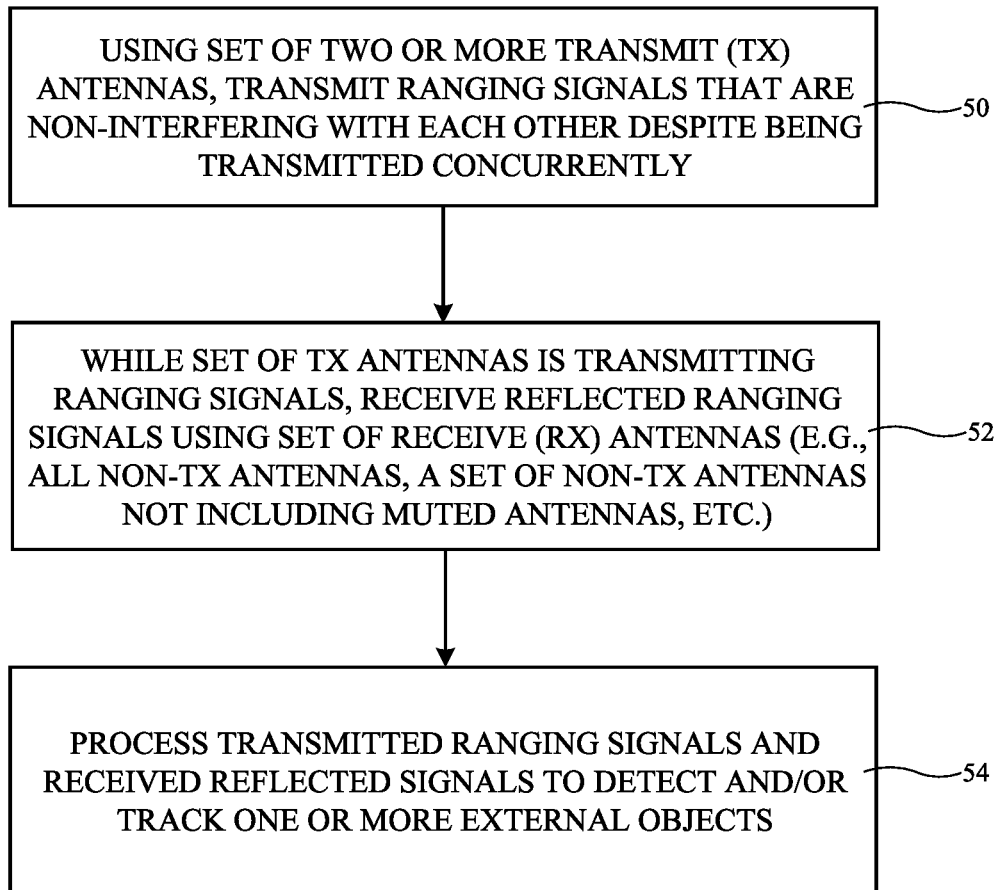 USING SET OF TWO OR MORE TRANSMIT (TX)
ANTENNAS, TRANSMIT RANGING SIGNALS THAT ARE
NON-INTERFERING WITH EACH OTHER DESPITE BEING
TRANSMITTED CONCURRENTLY
50
WHILE SET OF TX ANTENNAS IS TRANSMITTING
RANGING SIGNALS, RECEIVE REFLECTED RANGING
SIGNALS USING SET OF RECEIVE (RX) ANTENNAS (E.G.,
ALL NON-TX ANTENNAS, A SET OF NON-TX ANTENNAS
NOT INCLUDING MUTED ANTENNAS, ETC.)
52
PROCESS TRANSMITTED RANGING SIGNALS AND
RECEIVED REFLECTED SIGNALS TO DETECT AND/OR
TRACK ONE OR MORE EXTERNAL OBJECTS
54